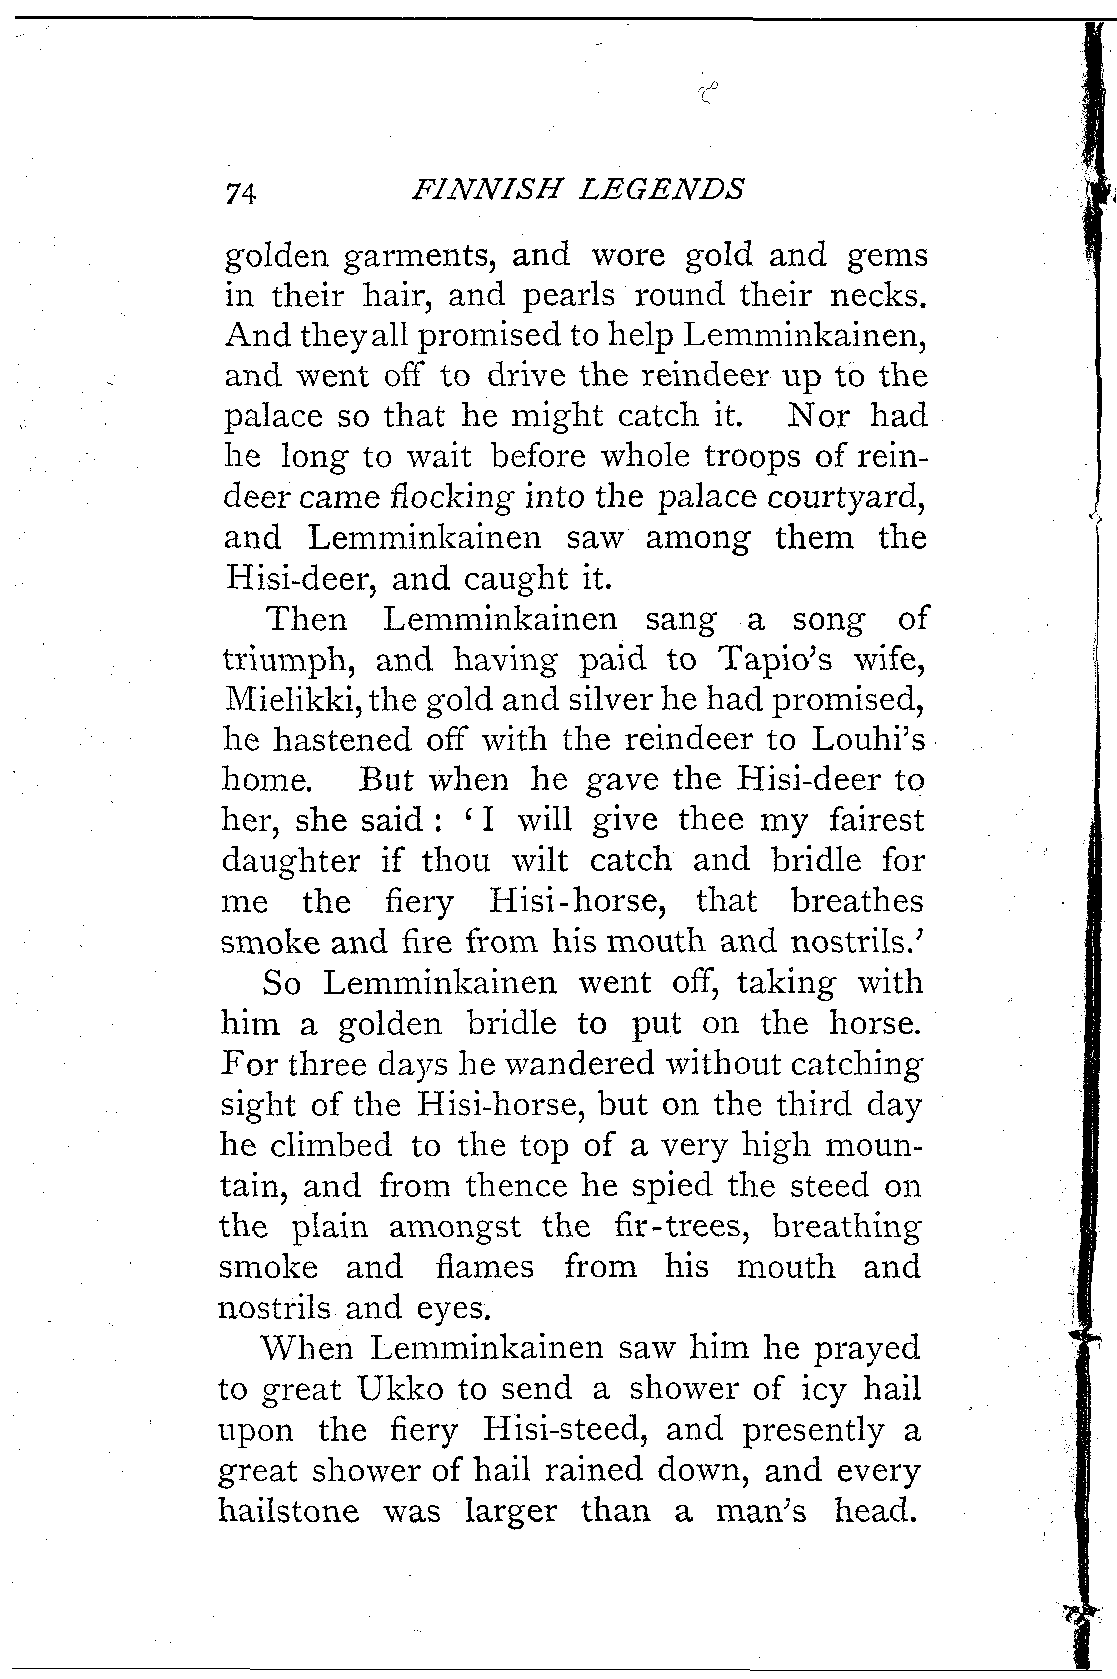 74 FINNISH LEGENDS
golden garments, and wore gold and gems
in their hair, and pearls round their necks.
And they all promised to help Lemminkainen,
and went off to drive the reindeer up to the
palace so that he might catch it. Nor had
he long to wait before whole troops of rein-
deer came flocking into the palace courtyard,
and Lemminkainen saw among them the
Hisi-deer, and caught it.
Then Lemminkainen sang a song of
triumph, and having paid to Tapio's wife,
Mielikki, the gold and silver he had promised,
he hastened off with the reindeer to Louhi's
home. But when he gave the Hisi-deer to
her, she said : ‘ I will give thee my fairest
daughter if thou wilt catch and bridle for
me the fiery Hisi-horse, that breathes
smoke and fire from his mouth and nostrils.’
So Lemminkainen went off, taking with
him a golden bridle to put on the horse.
For three days he wandered without catching
sight of the Hisi-horse, but on the third day
he climbed to the top of a very high moun-
tain, and from thence he spied the steed on
the plain amongst the fir-trees, breathing
smoke and flames from his mouth and
nostrils and eyes.
When Lemminkainen saw him he prayed
to great Ukko to send a shower of icy hail
upon the fiery Hisi-steed, and presently a
great shower of hail rained down, and every
hailstone was larger than a man's head.